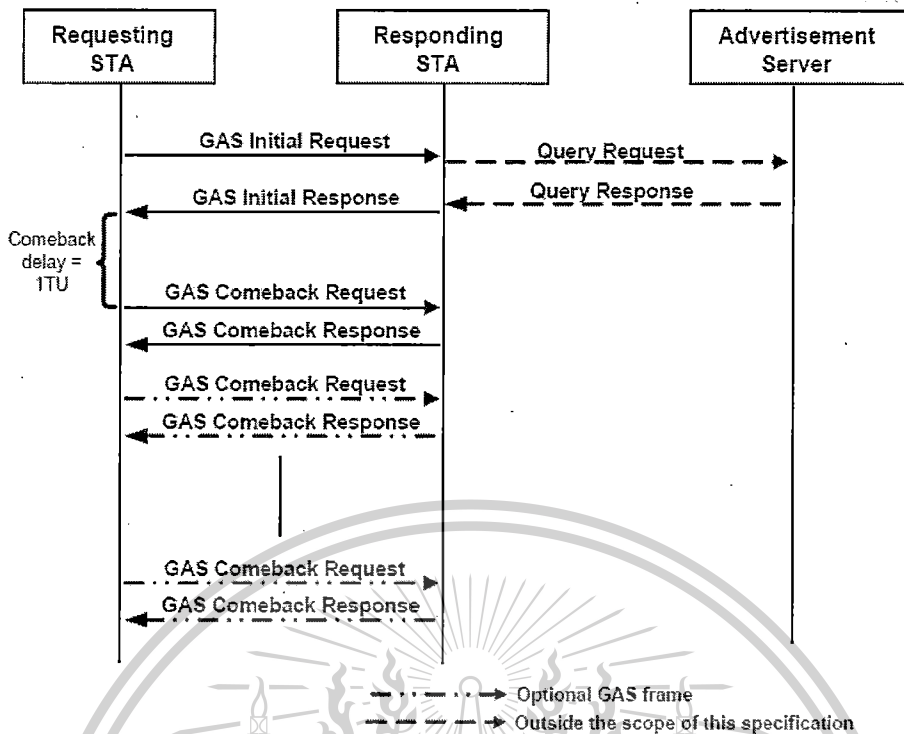 Requesting
STA
Responding
STA
Advertisement
Server
GAS Initial Request
Query Request
GAS Initial Response
Query Response
Comeback
delay =
1TU
GAS Comeback Request
GAS Comeback Response
GAS Comeback Request
GAS Comeback Response
GAS Comeback Request
GAS Comeback Response
Optional GAS frame
Outside the scope of this specification